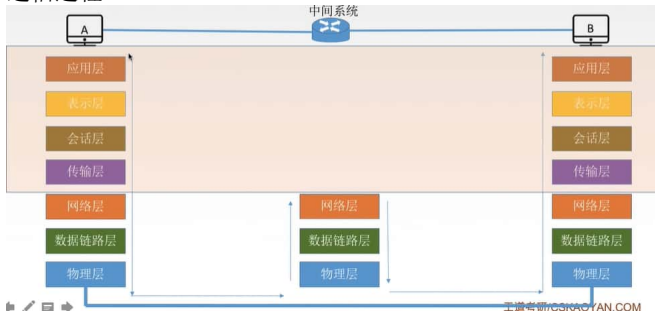 中间系统
A
B
应用层
应用层
表示层
表示层
会话层
会话层
传输层
传输层
网络层
网络层
网络层
数据链路层
数据链路层
数据链路层
物理层
物理层
物理层
王道考研/CSKAOYAN.COM